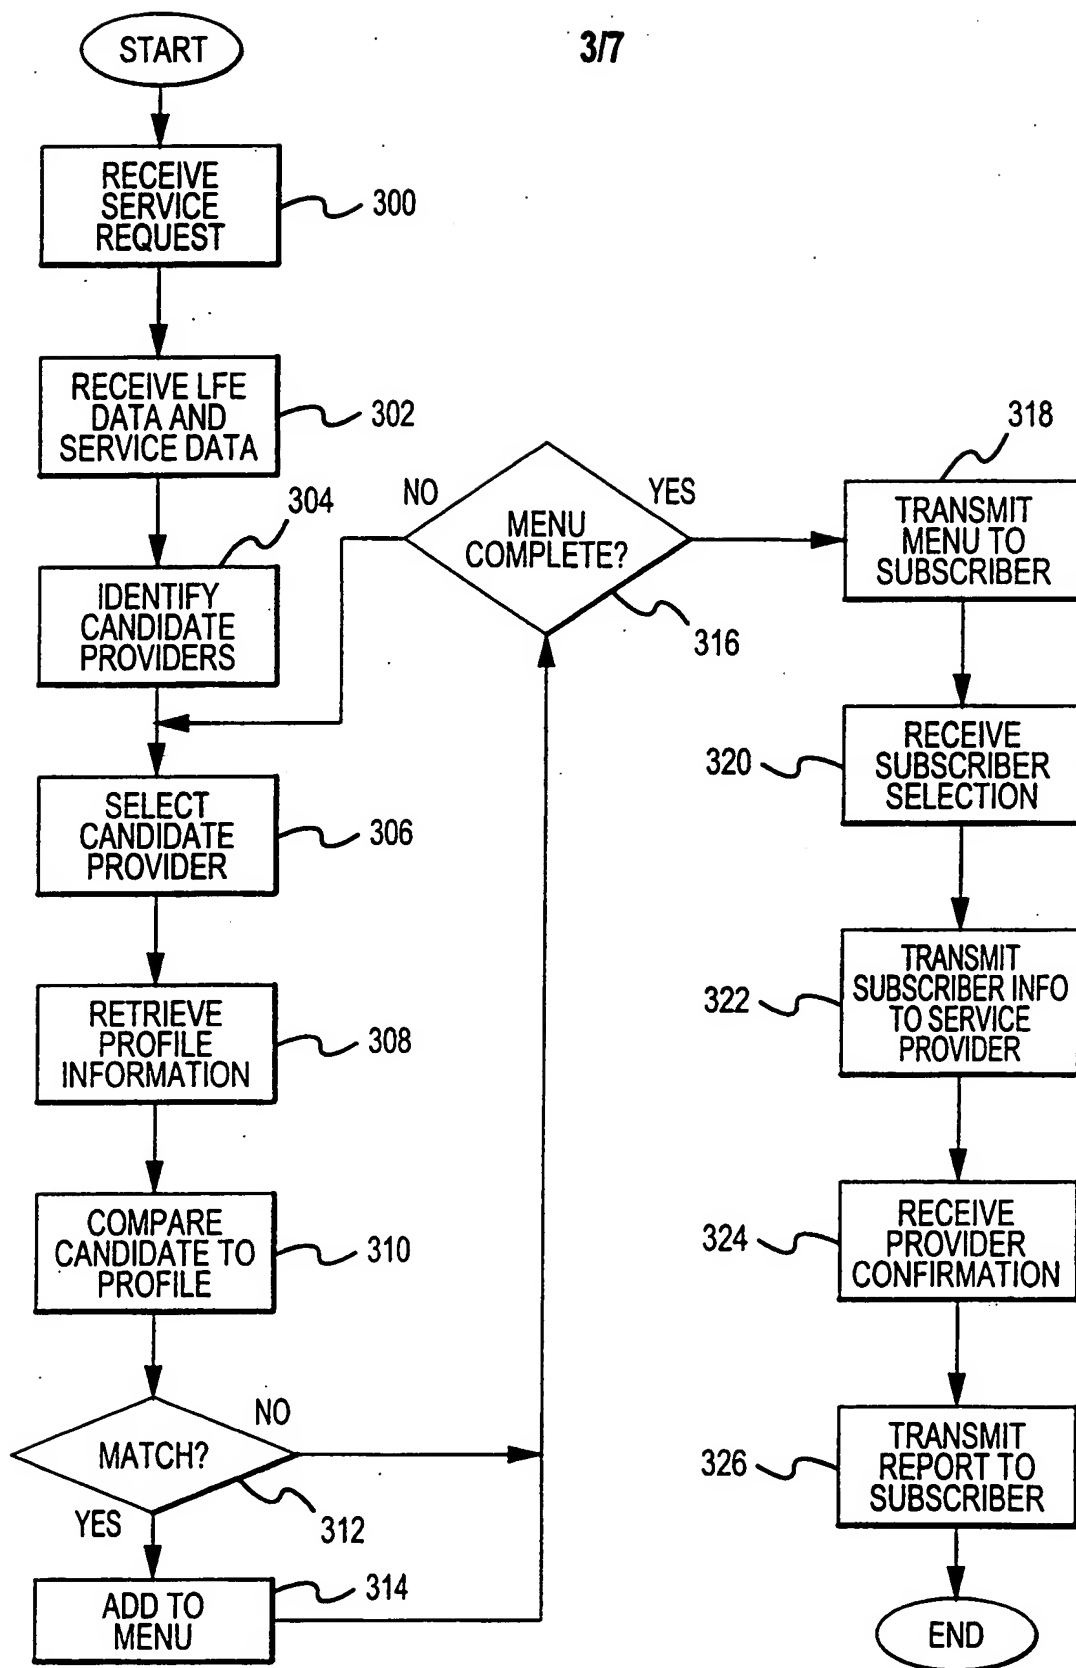 3/7
START
RECEIVE
SERVICE
REQUEST
300
RECEIVE LFE
DATA AND
SERVICE DATA
302
304
IDENTIFY
CANDIDATE
PROVIDERS
SELECT
CANDIDATE
PROVIDER
306
RETRIEVE
PROFILE
INFORMATION
308
COMPARE
CANDIDATE TO
PROFILE
310
MATCH?
NO
YES
312
ADD TO
MENU
314
MENU
COMPLETE?
NO
YES
316
318
TRANSMIT
MENU TO
SUBSCRIBER
320
RECEIVE
SUBSCRIBER
SELECTION
322
TRANSMIT
SUBSCRIBER INFO
TO SERVICE
PROVIDER
324
RECEIVE
PROVIDER
CONFIRMATION
326
TRANSMIT
REPORT TO
SUBSCRIBER
END